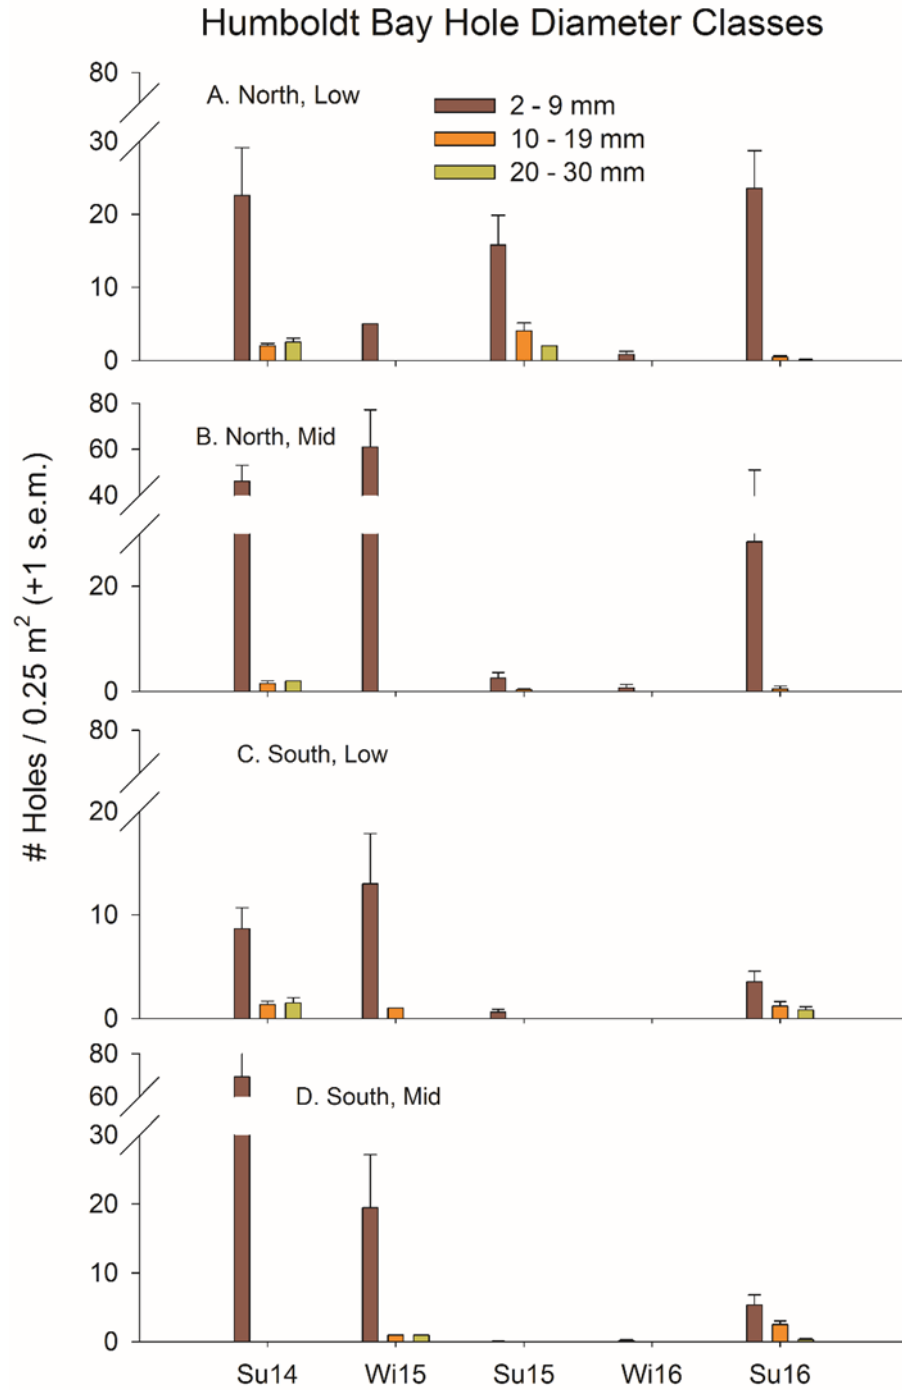 Humboldt Bay Hole Diameter Classes
# Holes / 0.25 m² (+1 s.e.m.)
A. North, Low
2 - 9 mm
10 - 19 mm
20 - 30 mm
80
30
20
10
0
B. North, Mid
80
60
40
20
0
C. South, Low
80
20
10
0
D. South, Mid
80
60
30
20
10
0
Su14 Wi15 Su15 Wi16 Su16